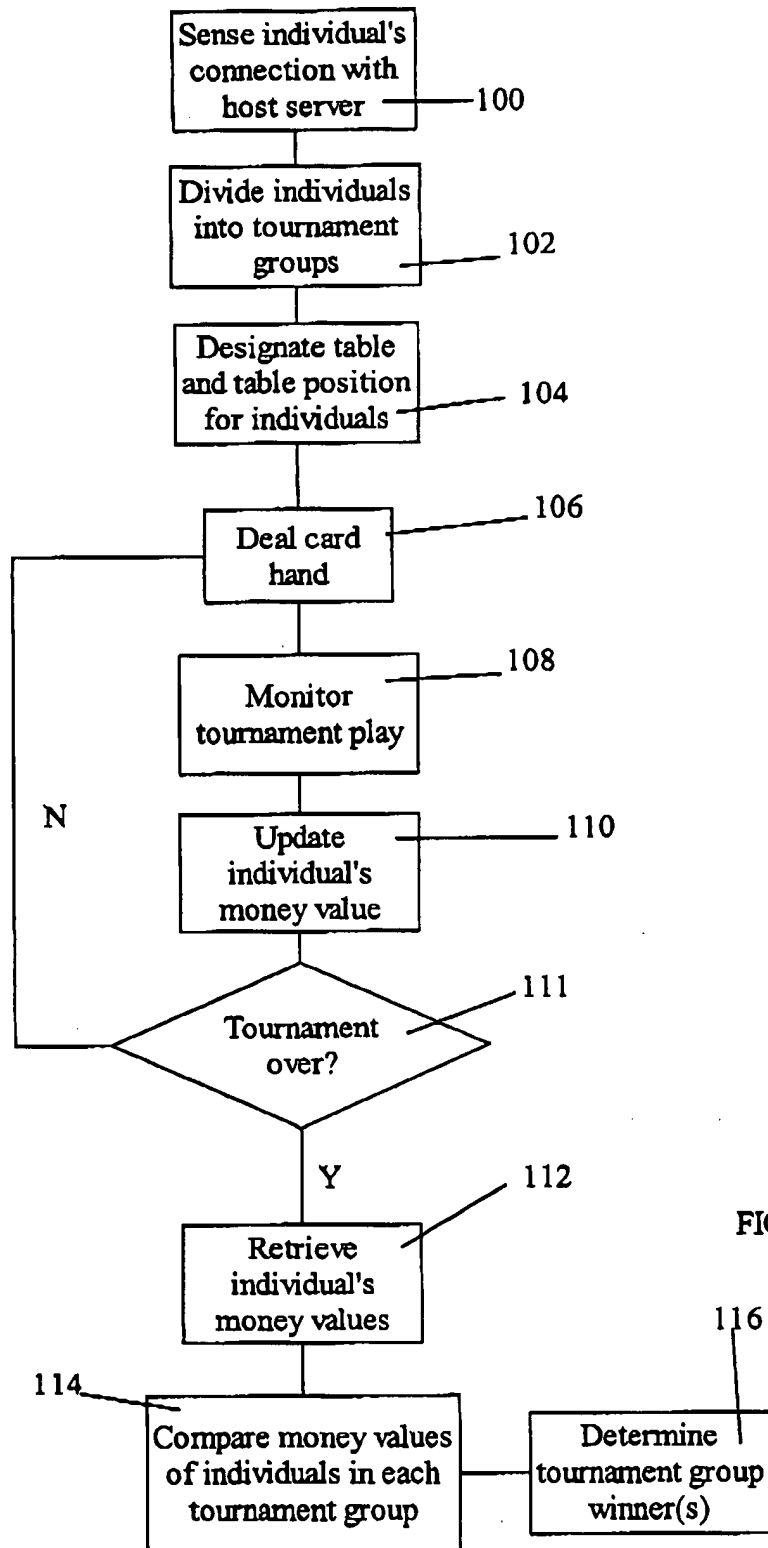 Sense individual's
connection with
host server
100
Divide individuals
into tournament
groups
102
Designate table
and table position
for individuals
104
106
Deal card
hand
108
Monitor
tournament play
N
110
Update
individual's
money value
111
Tournament
over?
Y
112
Retrieve
individual's
money values
116
114
Compare money values
of individuals in each
tournament group
Determine
tournament group
winner(s)